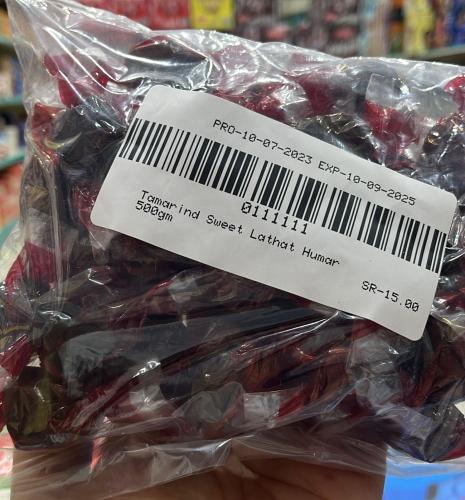 PRO-10-07-2023 EXP-10-09-2025
0111111
Tamarind Sweet Lathat Humar
500gm
SR-15.00